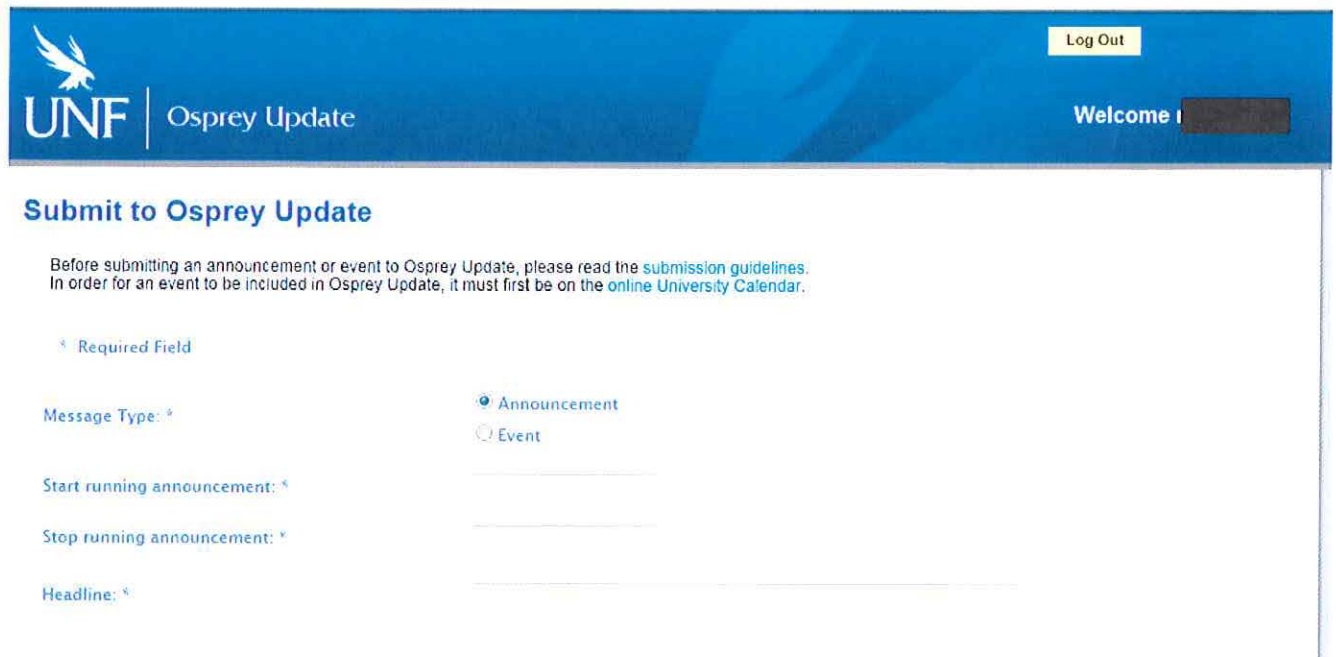 Log Out
UNF | Osprey Update
Welcome
Submit to Osprey Update
Before submitting an announcement or event to Osprey Update, please read the submission guidelines.
In order for an event to be included in Osprey Update, it must first be on the online University Calendar.
* Required Field
Message Type: *
Announcement
Event
Start running announcement: *
Stop running announcement: *
Headline: *